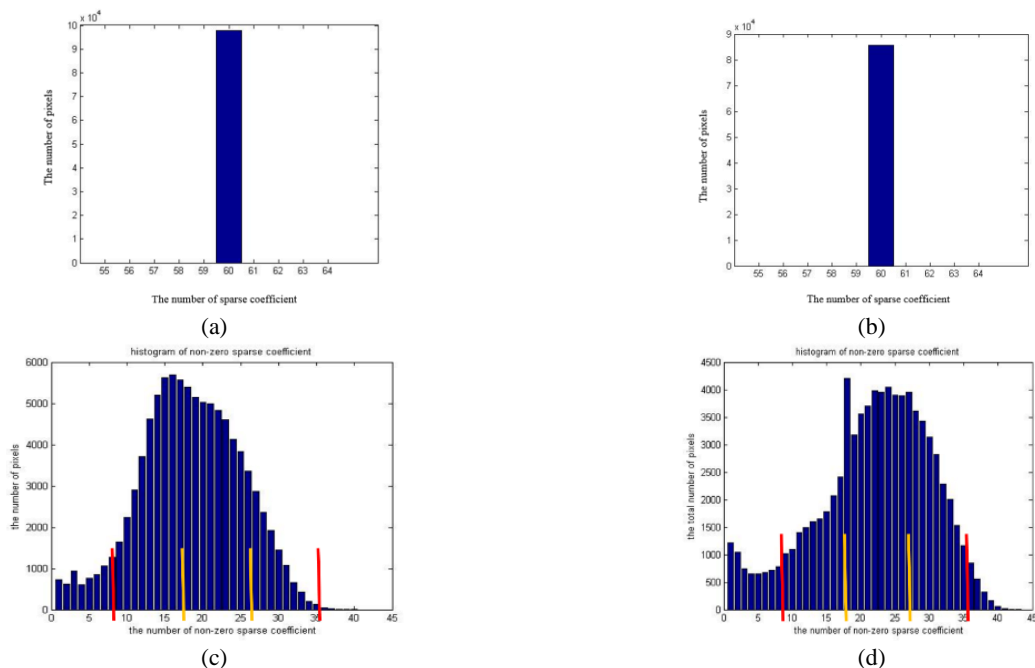 x 10⁴
10
9
8
7
6
5
4
3
2
1
0
The number of pixels
55 56 57 58 59 60 61 62 63 64
The number of sparse coefficient
(a)
x 10⁴
9
8
7
6
5
4
3
2
1
0
The number of pixels
55 56 57 58 59 60 61 62 63 64
The number of sparse coefficient
(b)
histogram of non-zero sparse coefficient
6000
5000
4000
3000
2000
1000
0
the number of pixels
0 5 10 15 20 25 30 35 40 45
the number of non-zero sparse coefficient
(c)
histogram of non-zero sparse coefficient
4500
4000
3500
3000
2500
2000
1500
1000
500
0
the total number of pixels
0 5 10 15 20 25 30 35 40 45
the number of non-zero sparse coefficient
(d)